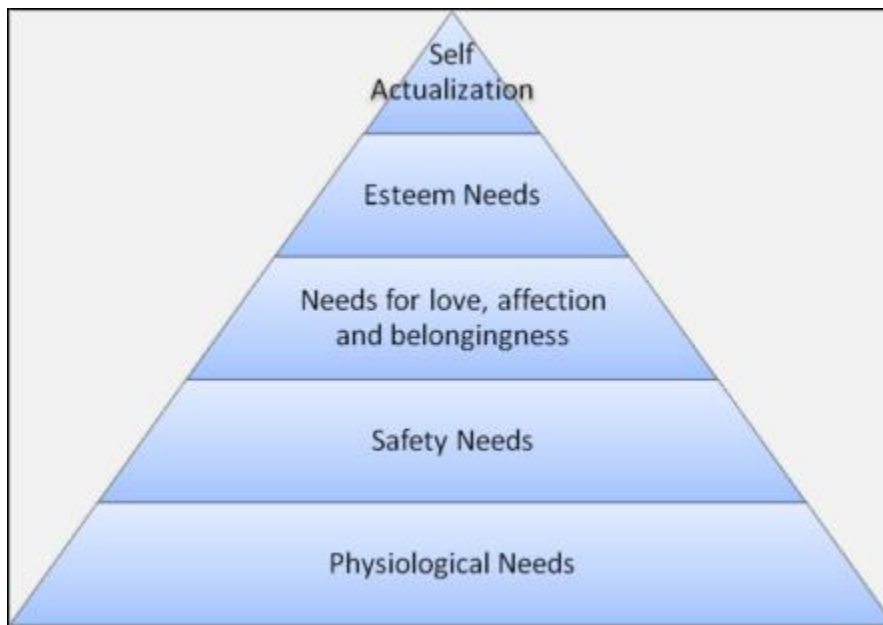 Self
Actualization
Esteem Needs
Needs for love, affection
and belongingness
Safety Needs
Physiological Needs